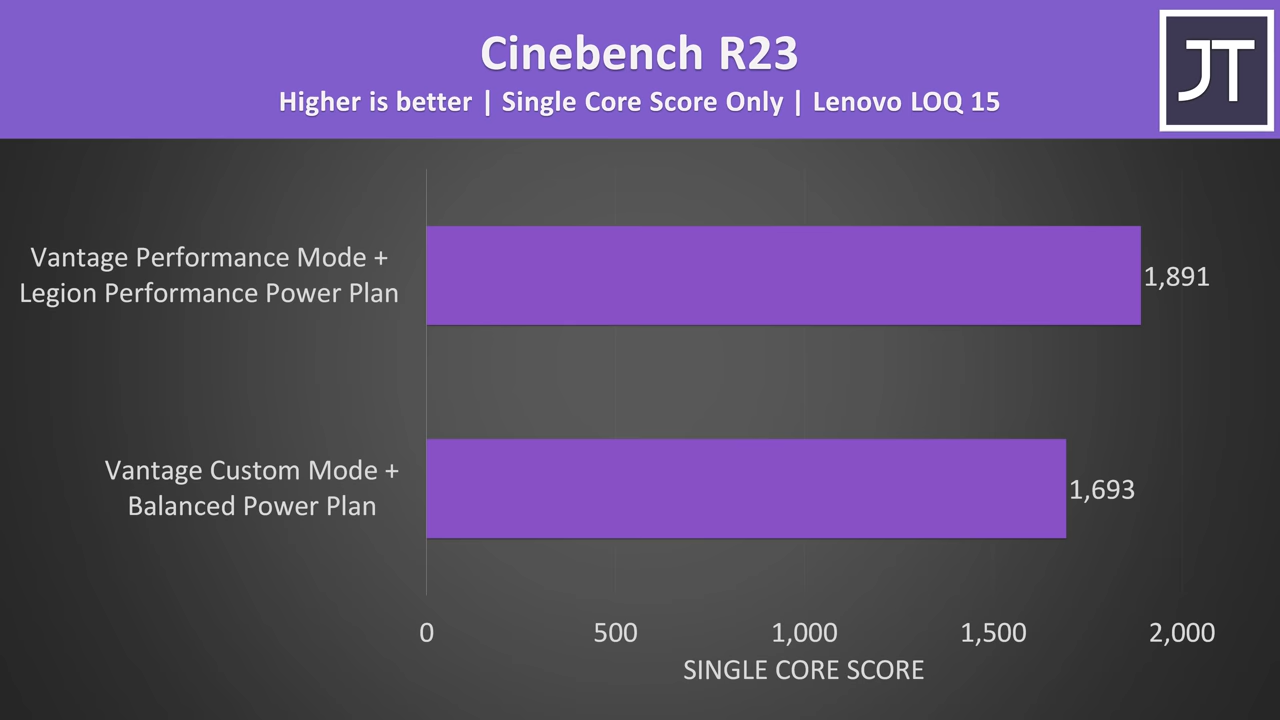 Cinebench R23
Higher is better | Single Core Score Only | Lenovo LOQ 15
JT
Vantage Performance Mode +
Legion Performance Power Plan
1,891
Vantage Custom Mode +
Balanced Power Plan
1,693
0 500 1,000 1,500 2,000
SINGLE CORE SCORE